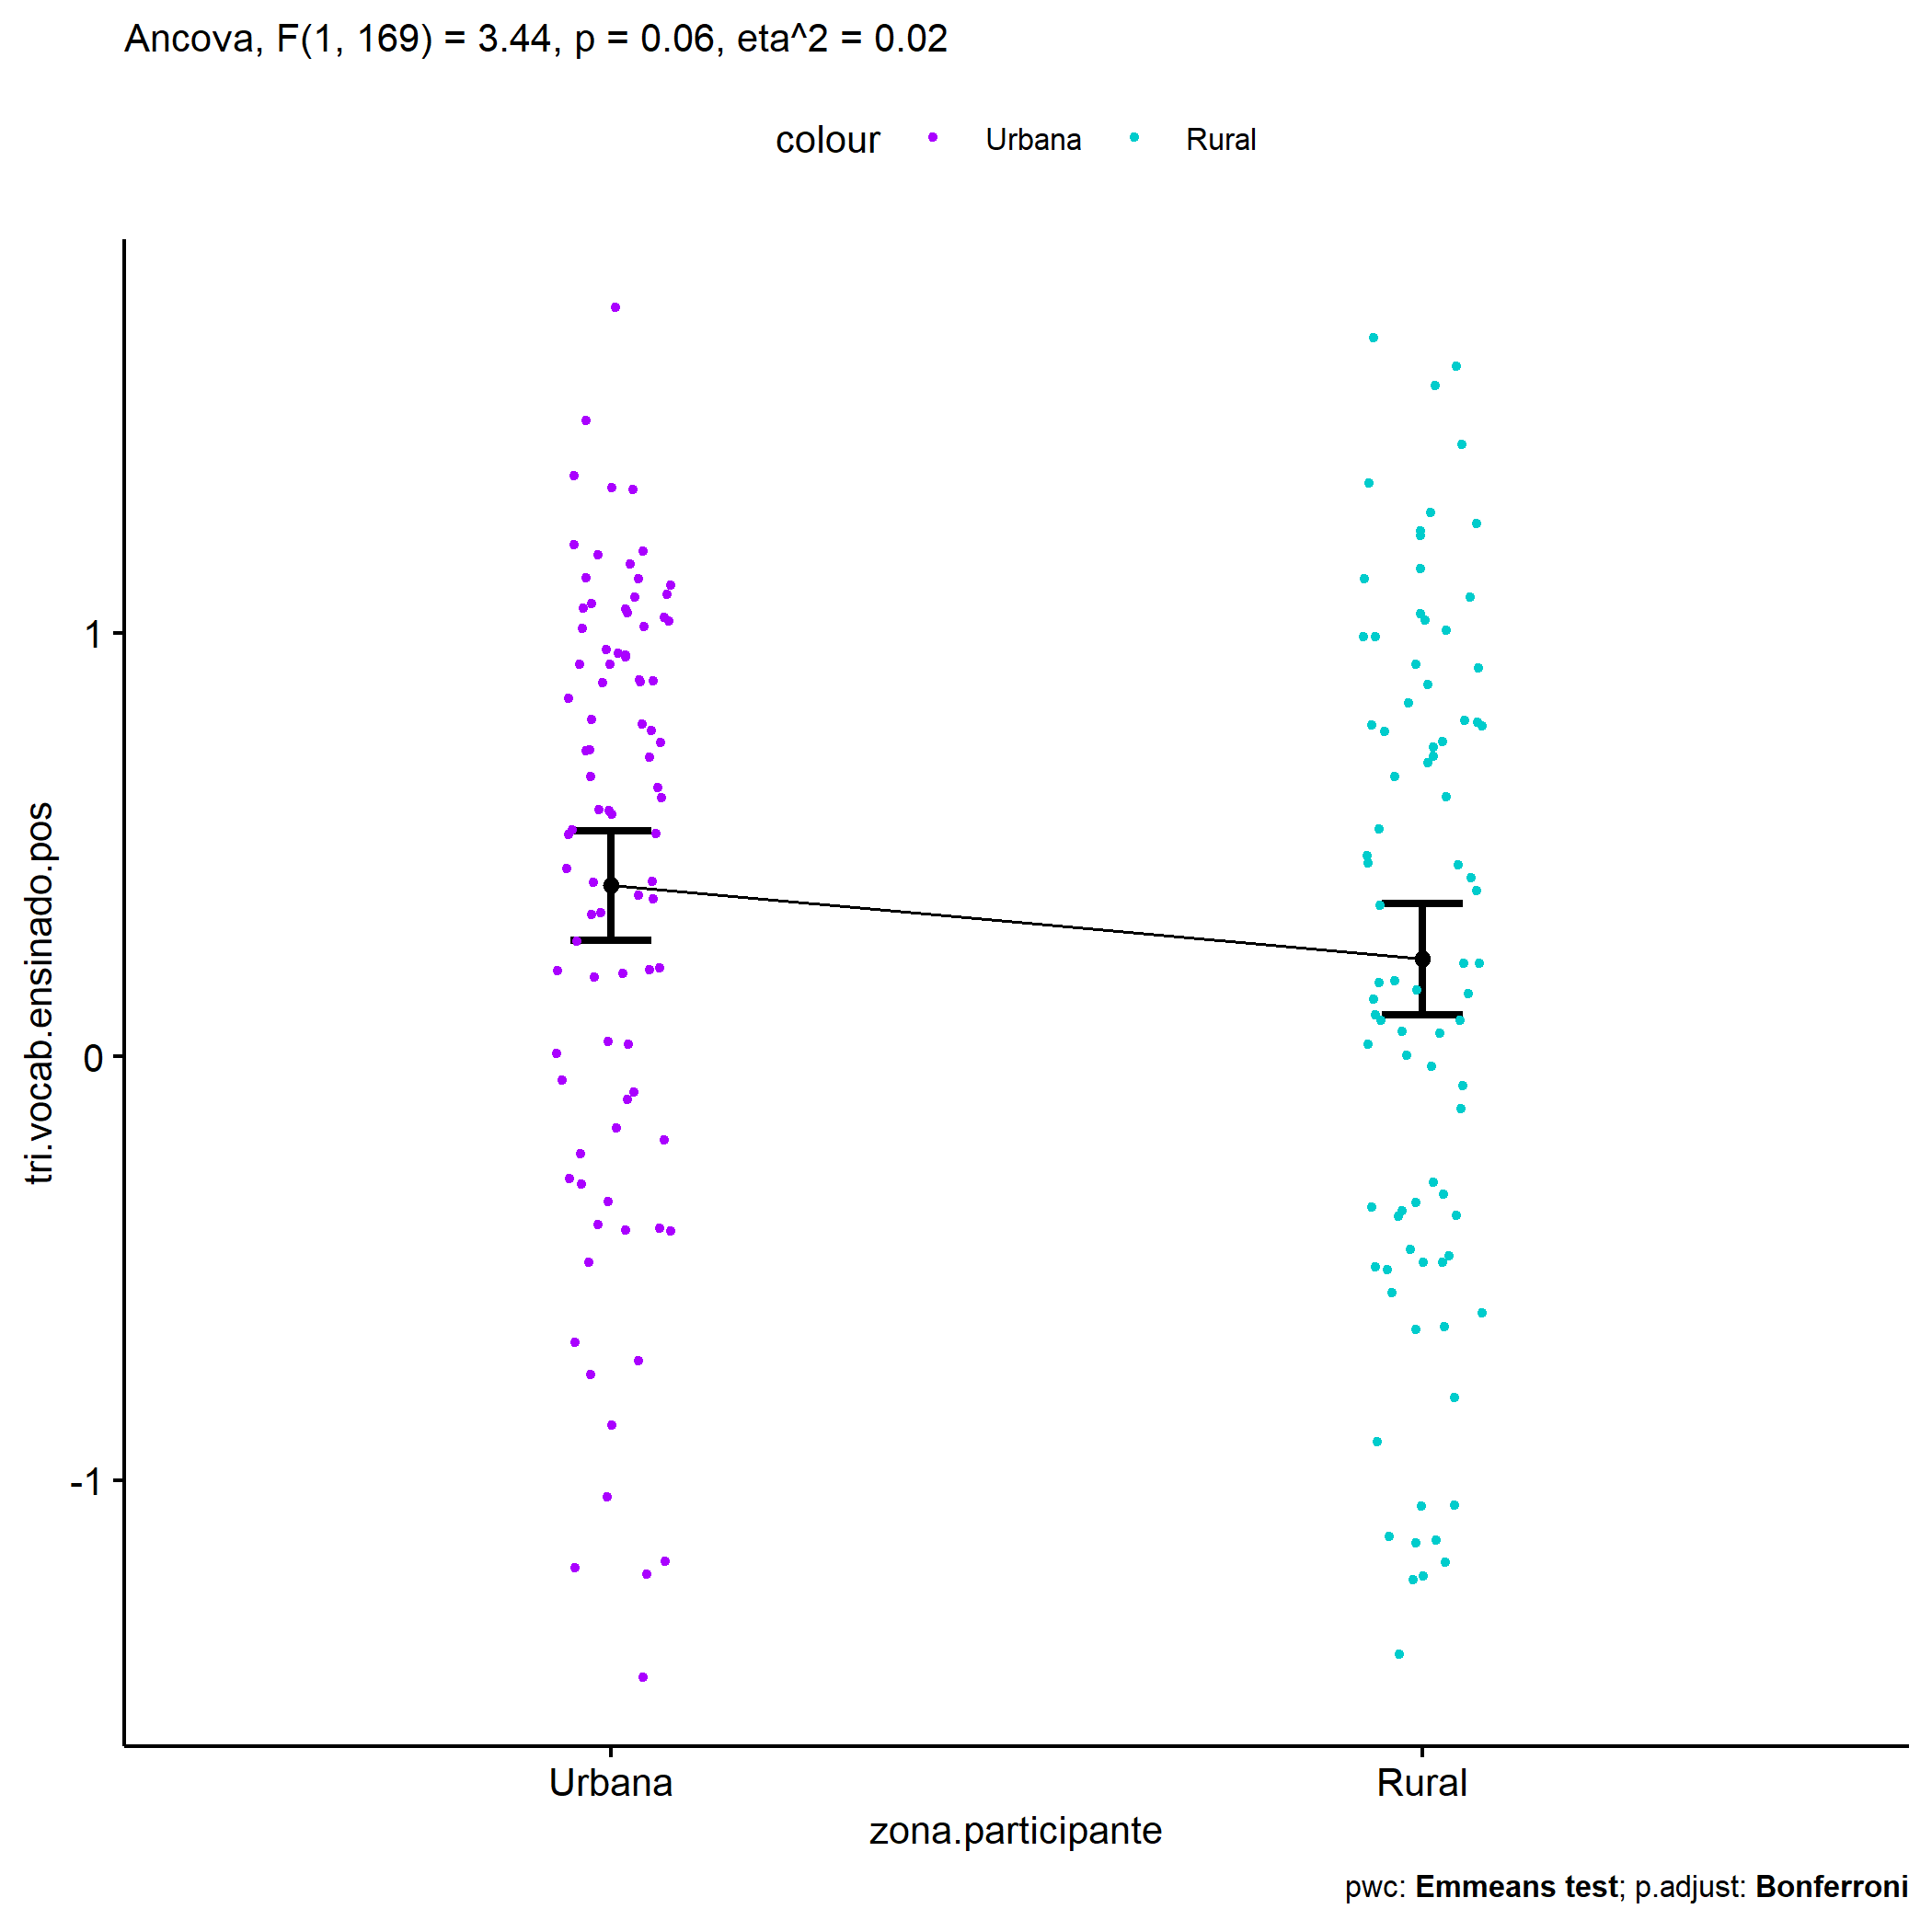 Ancova, F(1, 169) = 3.44, p = 0.06, eta^2 = 0.02
colour Urbana Rural
tri.vocab.ensinado.pos
1
0
-1
Urbana Rural
zona.participante
pwc: Emmeans test; p.adjust: Bonferroni